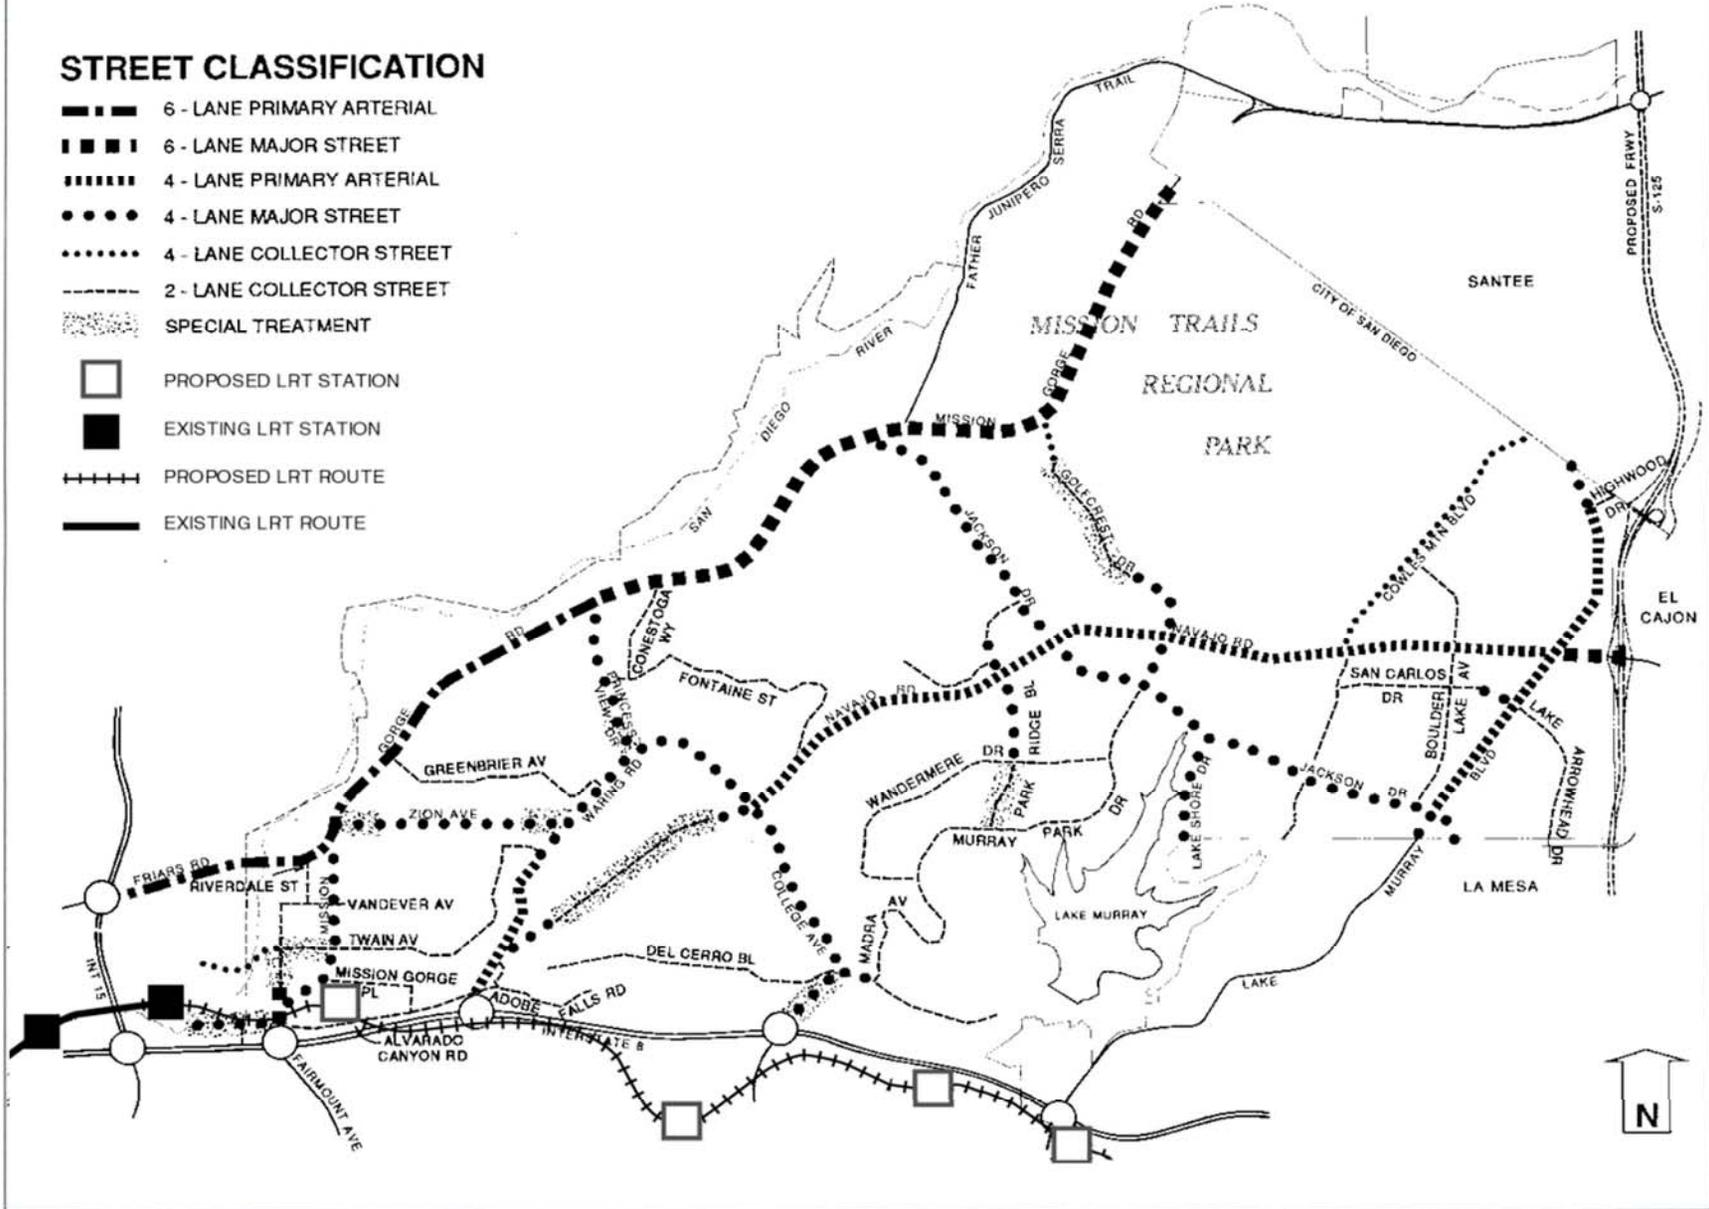 STREET CLASSIFICATION
6 - LANE PRIMARY ARTERIAL
6 - LANE MAJOR STREET
4 - LANE PRIMARY ARTERIAL
4 - LANE MAJOR STREET
4 - LANE COLLECTOR STREET
2 - LANE COLLECTOR STREET
SPECIAL TREATMENT
PROPOSED LRT STATION
EXISTING LRT STATION
PROPOSED LRT ROUTE
EXISTING LRT ROUTE
FATHER JUNIPERO SERRA TRAIL
PROPOSED FRWY
S-125
SANTEE
CITY OF SAN DIEGO
MISSION TRAILS
REGIONAL
PARK
SAN DIEGO RIVER
MISSION GORGE RD
HIGHWOOD
DR
GOLFCREST DR
JACKSON DR
COWLES MTN BLVD
EL
CAJON
CONESTOGA
WY
NAVAJO RD
GORGE RD
PRINCESS
VIEW DR
FONTAINE ST
NAVAJO RD
SAN CARLOS
DR
BOULDER
LAKE AV
LAKE
ARROWHEAD DR
GREENBRIER AV
WARING RD
WANDERMERE DR
PARK RIDGE BL
LAKE SHORE DR
JACKSON DR
BLVD
ZION AVE
MURRAY PARK DR
FRIARS RD
RIVERDALE ST
MISSION
VANDEVER AV
TWAIN AV
COLLEGE AVE
MADRA
AV
LAKE MURRAY
MURRAY
LA MESA
DEL CERRO BL
INT 15
MISSION GORGE
PL
ADOBE FALLS RD
LAKE
ALVARADO
CANYON RD
INTERSTATE 8
FAIRMOUNT AVE
N